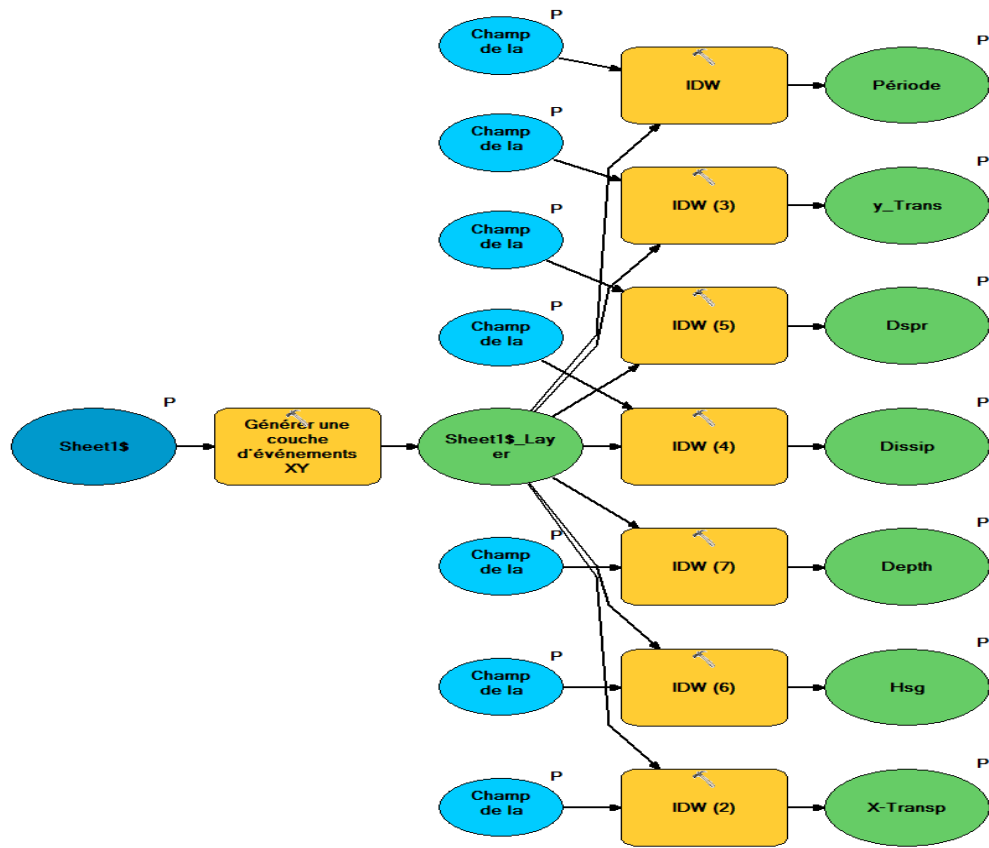 P
Champ
de la
IDW
P
Période
P
Champ
de la
IDW (3)
P
y_Trans
P
Champ
de la
IDW (5)
P
Dspr
P
Champ
de la
P
Sheet1$
Générer une
couche
d'événements
XY
Sheet1$_Lay
er
IDW (4)
P
Dissip
P
Champ
de la
IDW (7)
P
Depth
P
Champ
de la
IDW (6)
P
Hsg
P
Champ
de la
IDW (2)
P
X-Transp